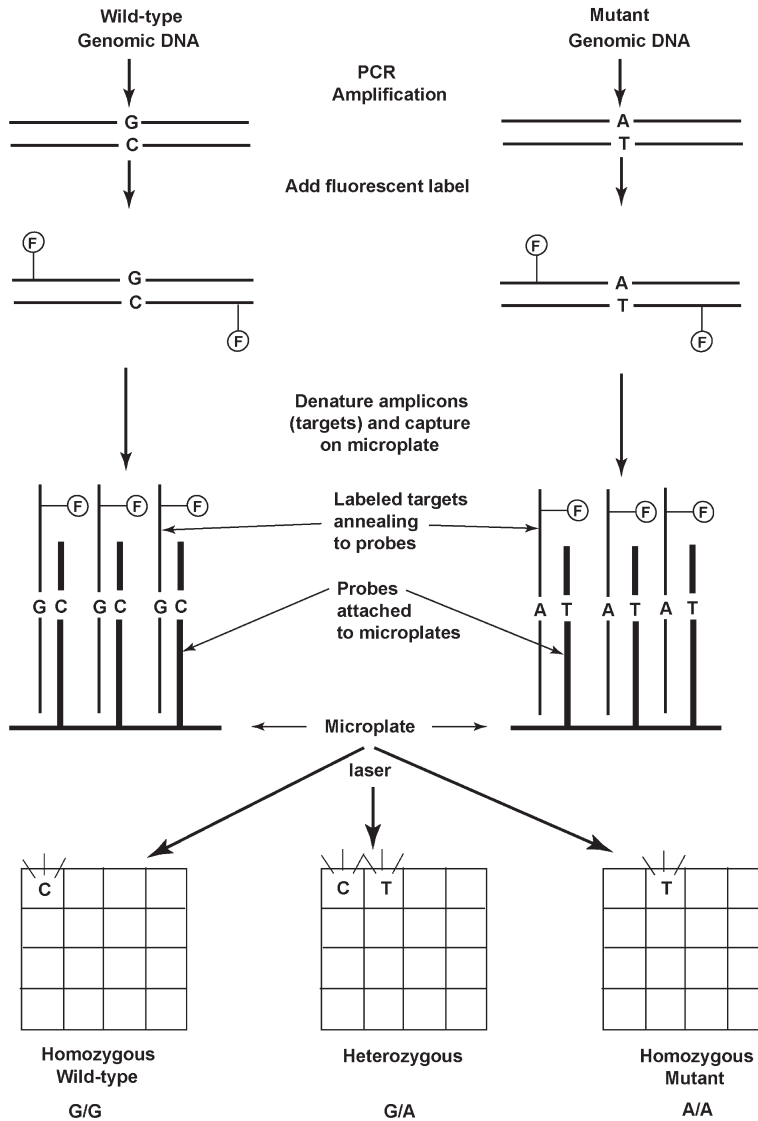 Wild-type
Genomic DNA
Mutant
Genomic DNA
PCR
Amplification
G
C
A
T
Add fluorescent label
F
G
C
F
F
A
T
F
Denature amplicons
(targets) and capture
on microplate
F F F
Labeled targets
annealing
to probes
F F F
G C G C G C
Probes
attached
to microplates
A T A T A T
Microplate
laser
C
C T
T
Homozygous
Wild-type
Heterozygous
Homozygous
Mutant
G/G
G/A
A/A